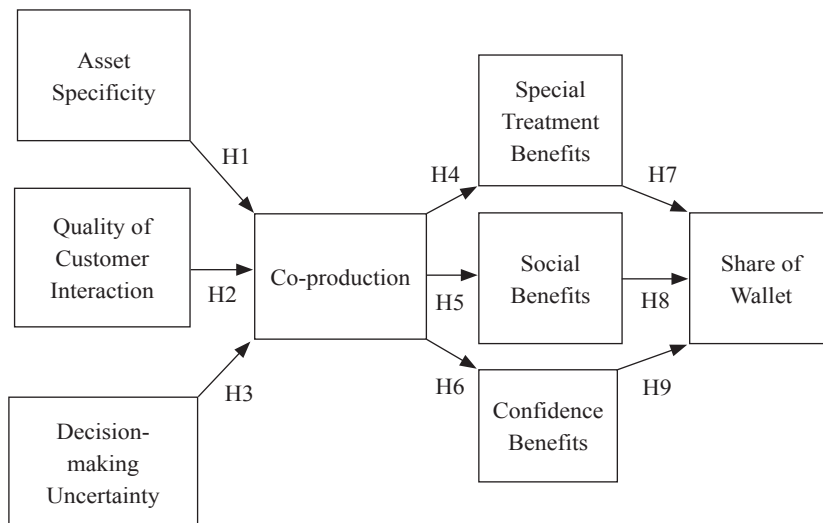 Asset
Specificity
H1
Quality of
Customer
Interaction
H2
Decision-
making
Uncertainty
H3
Co-production
H4
H5
H6
Special
Treatment
Benefits
Social
Benefits
Confidence
Benefits
H7
H8
H9
Share of
Wallet